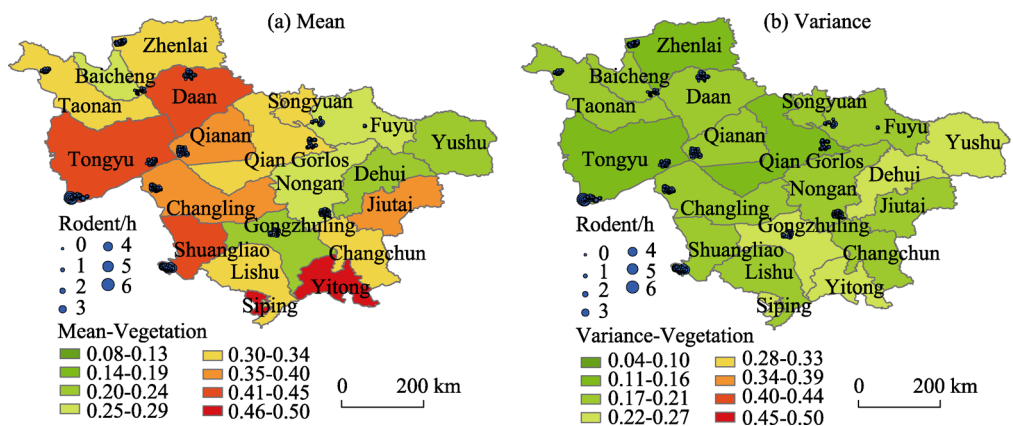 (a) Mean
Zhenlai
Baicheng
Taonan
Daan
Songyuan
Fuyu
Qianan
Yushu
Tongyu
Qian Gorlos
Dehui
Nongan
Changling
Jiutai
Gongzhuling
Shuangliao
Changchun
Lishu
Yitong
Siping
Rodent/h
0 4
1 5
2 6
3
Mean-Vegetation
0.08-0.13 0.30-0.34
0.14-0.19 0.35-0.40
0.20-0.24 0.41-0.45
0.25-0.29 0.46-0.50
0 200 km
(b) Variance
Zhenlai
Baicheng
Taonan
Daan
Songyuan
Fuyu
Qianan
Yushu
Tongyu
Qian Gorlos
Dehui
Nongan
Changling
Jiutai
Gongzhuling
Shuangliao
Changchun
Lishu
Yitong
Siping
Rodent/h
0 4
1 5
2 6
3
Variance-Vegetation
0.04-0.10 0.28-0.33
0.11-0.16 0.34-0.39
0.17-0.21 0.40-0.44
0.22-0.27 0.45-0.50
0 200 km